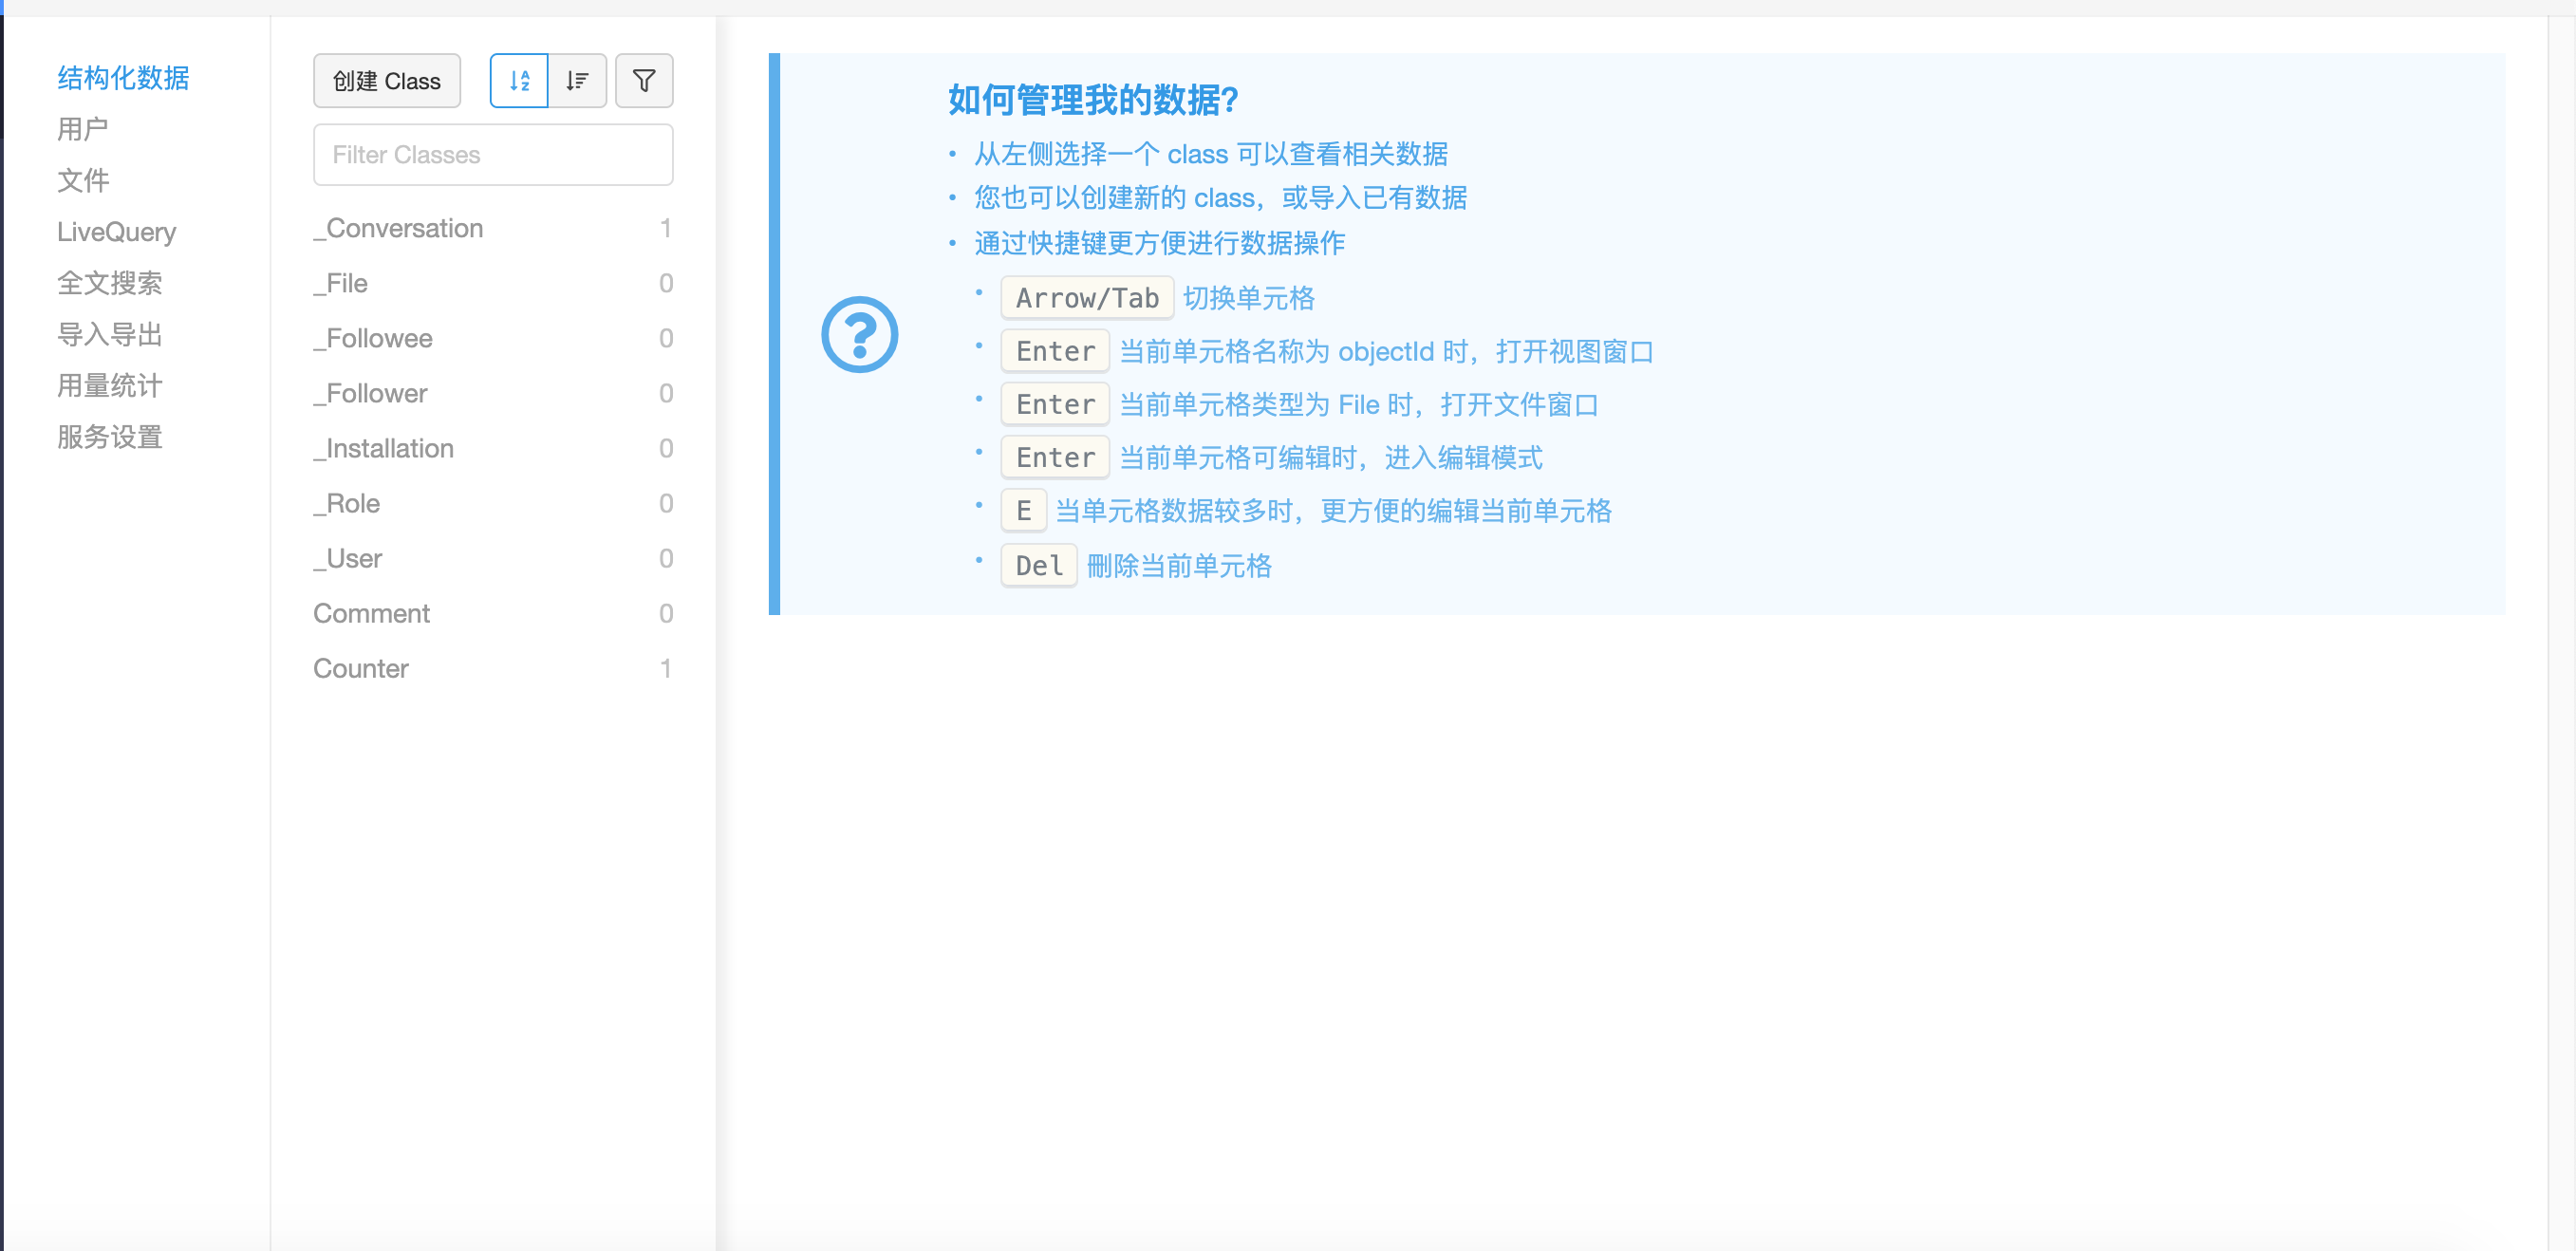 结构化数据
用户
文件
LiveQuery
全文搜索
导入导出
用量统计
服务设置
创建 Class
Filter Classes
_Conversation 1
_File 0
_Followee 0
_Follower 0
_Installation 0
_Role 0
_User 0
Comment 0
Counter 1
如何管理我的数据?
• 从左侧选择一个 class 可以查看相关数据
• 您也可以创建新的 class，或导入已有数据
• 通过快捷键更方便进行数据操作
• Arrow/Tab 切换单元格
• Enter 当前单元格名称为 objectId 时，打开视图窗口
• Enter 当前单元格类型为 File 时，打开文件窗口
• Enter 当前单元格可编辑时，进入编辑模式
• E 当单元格数据较多时，更方便的编辑当前单元格
• Del 刪除当前单元格